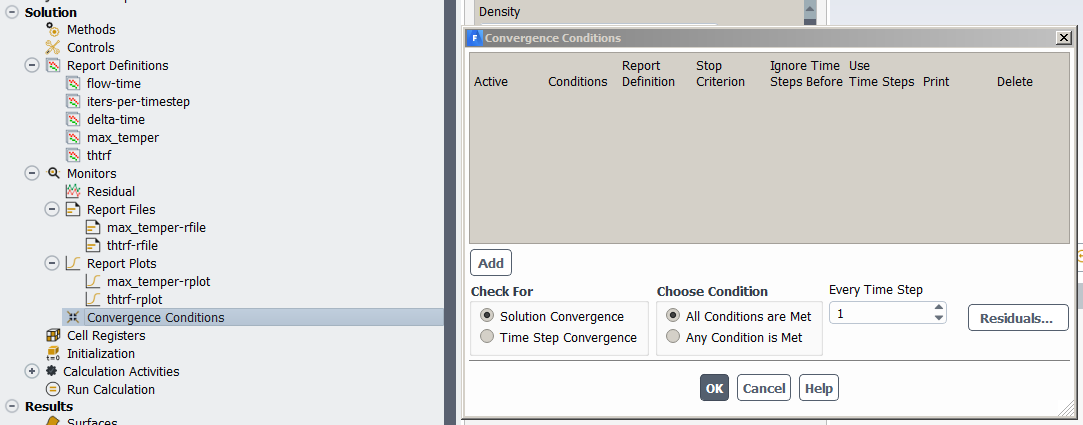 Solution
Methods
Controls
Report Definitions
flow-time
iters-per-timestep
delta-time
max_temper
thtrf
Monitors
Residual
Report Files
max_temper-rfile
thtrf-rfile
Report Plots
max_temper-rplot
thtrf-rplot
Convergence Conditions
Cell Registers
t=0
Initialization
Calculation Activities
Run Calculation
Results
Surfaces
Density
F
Convergence Conditions
Report Stop Ignore Time Use
Active Conditions Definition Criterion Steps Before Time Steps Print Delete
Add
Check For
Solution Convergence
Time Step Convergence
Choose Condition
All Conditions are Met
Any Condition is Met
Every Time Step
1
Residuals...
OK Cancel Help